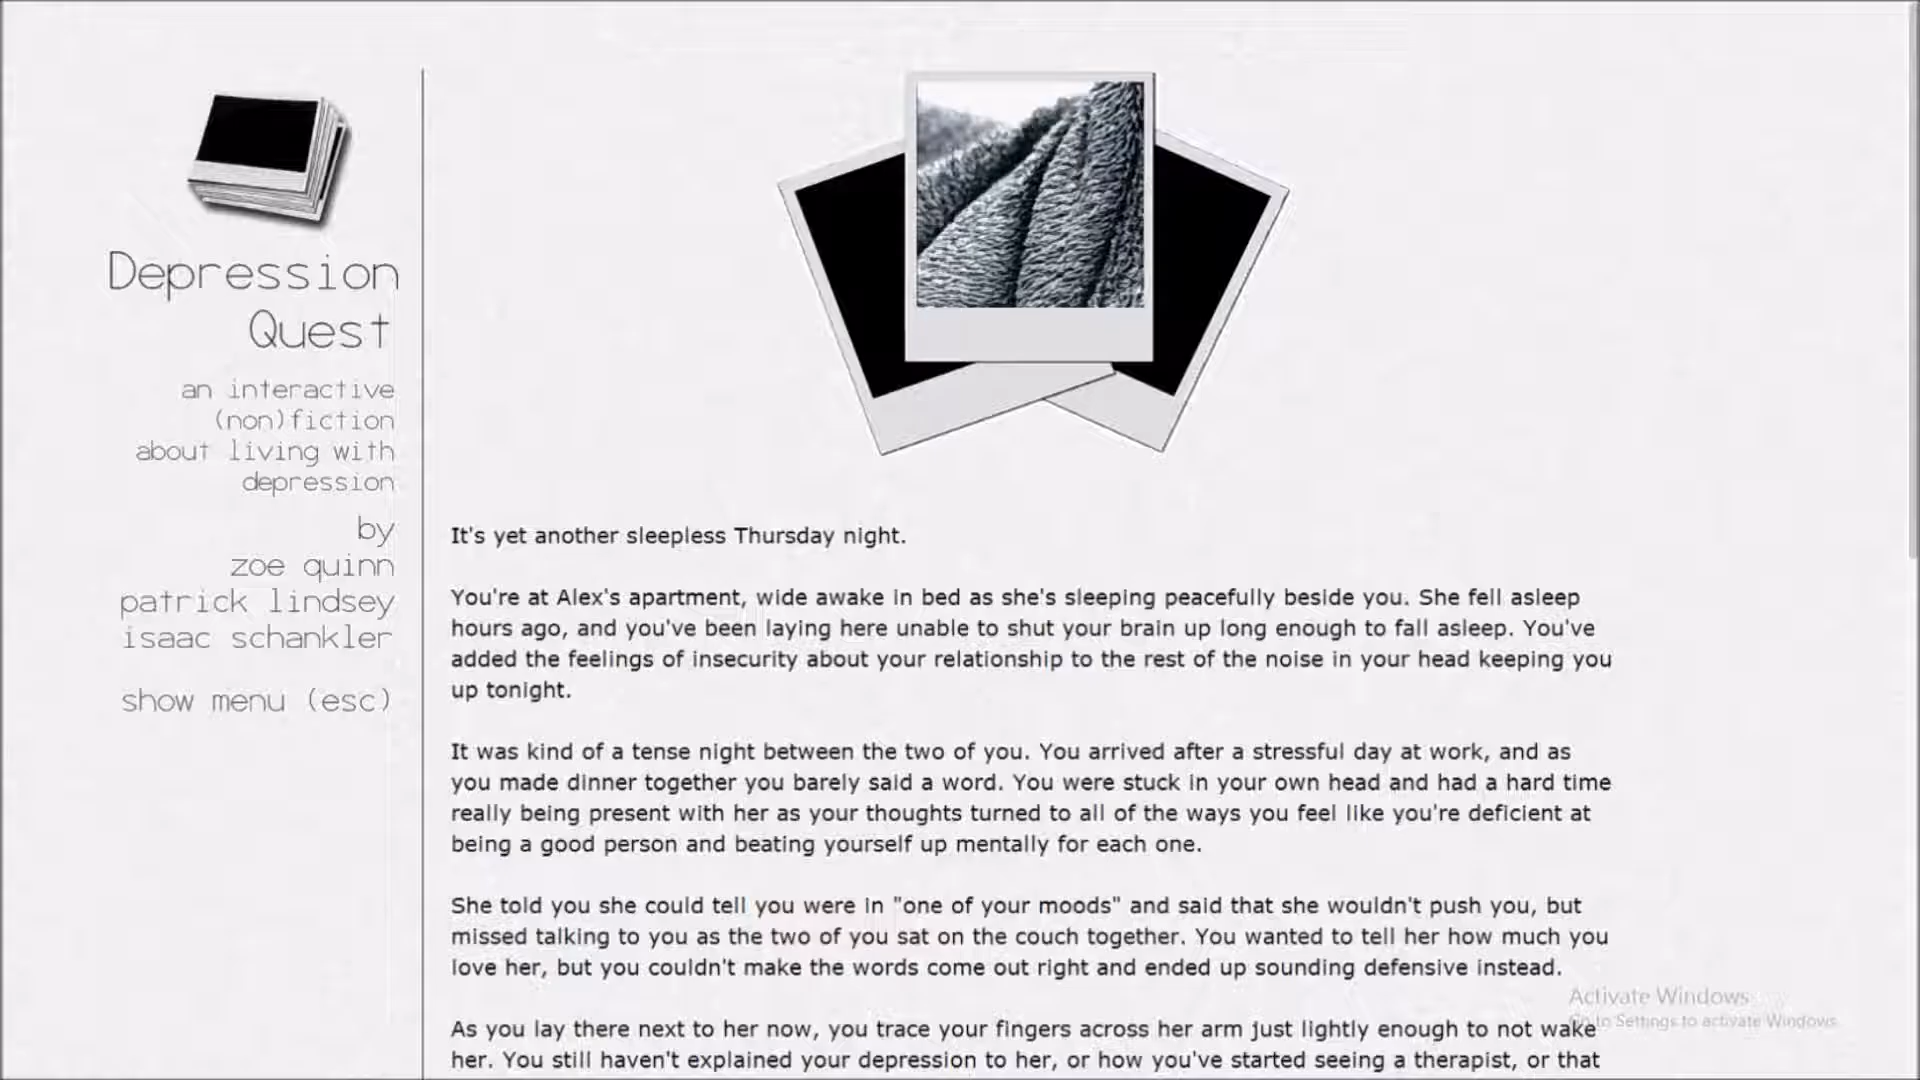 Depression
Quest
an interactive
(non)fiction
about living with
depression
by
zoe quinn
patrick lindsey
isaac schankler
show menu (esc)
It's yet another sleepless Thursday night.
You're at Alex's apartment, wide awake in bed as she's sleeping peacefully beside you. She fell asleep
hours ago, and you've been laying here unable to shut your brain up long enough to fall asleep. You've
added the feelings of insecurity about your relationship to the rest of the noise in your head keeping you
up tonight.
It was kind of a tense night between the two of you. You arrived after a stressful day at work, and as
you made dinner together you barely said a word. You were stuck in your own head and had a hard time
really being present with her as your thoughts turned to all of the ways you feel like you're deficient at
being a good person and beating yourself up mentally for each one.
She told you she could tell you were in "one of your moods" and said that she wouldn't push you, but
missed talking to you as the two of you sat on the couch together. You wanted to tell her how much you
love her, but you couldn't make the words come out right and ended up sounding defensive instead.
As you lay there next to her now, you trace your fingers across her arm just lightly enough to not wake
her. You still haven't explained your depression to her, or how you've started seeing a therapist, or that
Activate Windows
Go to Settings to activate Windows.